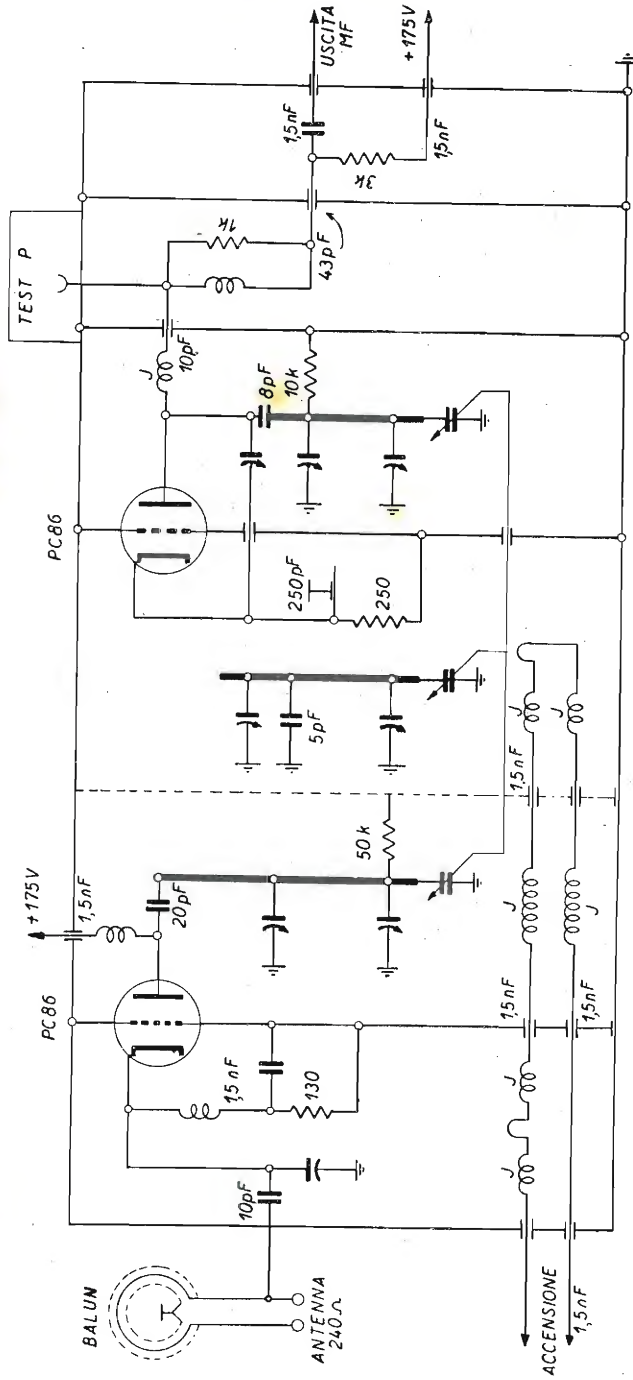 BALUN
ANTENNA
240Ω
10pF
PC86
1,5nF
130
+175V
1,5nF
20pF
50k
5pF
PC86
250pF
250
8pF
10k
J
10pF
TEST P
1k
43pF
3k
1,5nF
1,5nF
USCITA
MF
+175V
ACCENSIONE
1,5nF
J
J
1,5nF
1,5nF
J
J
1,5nF
J
J